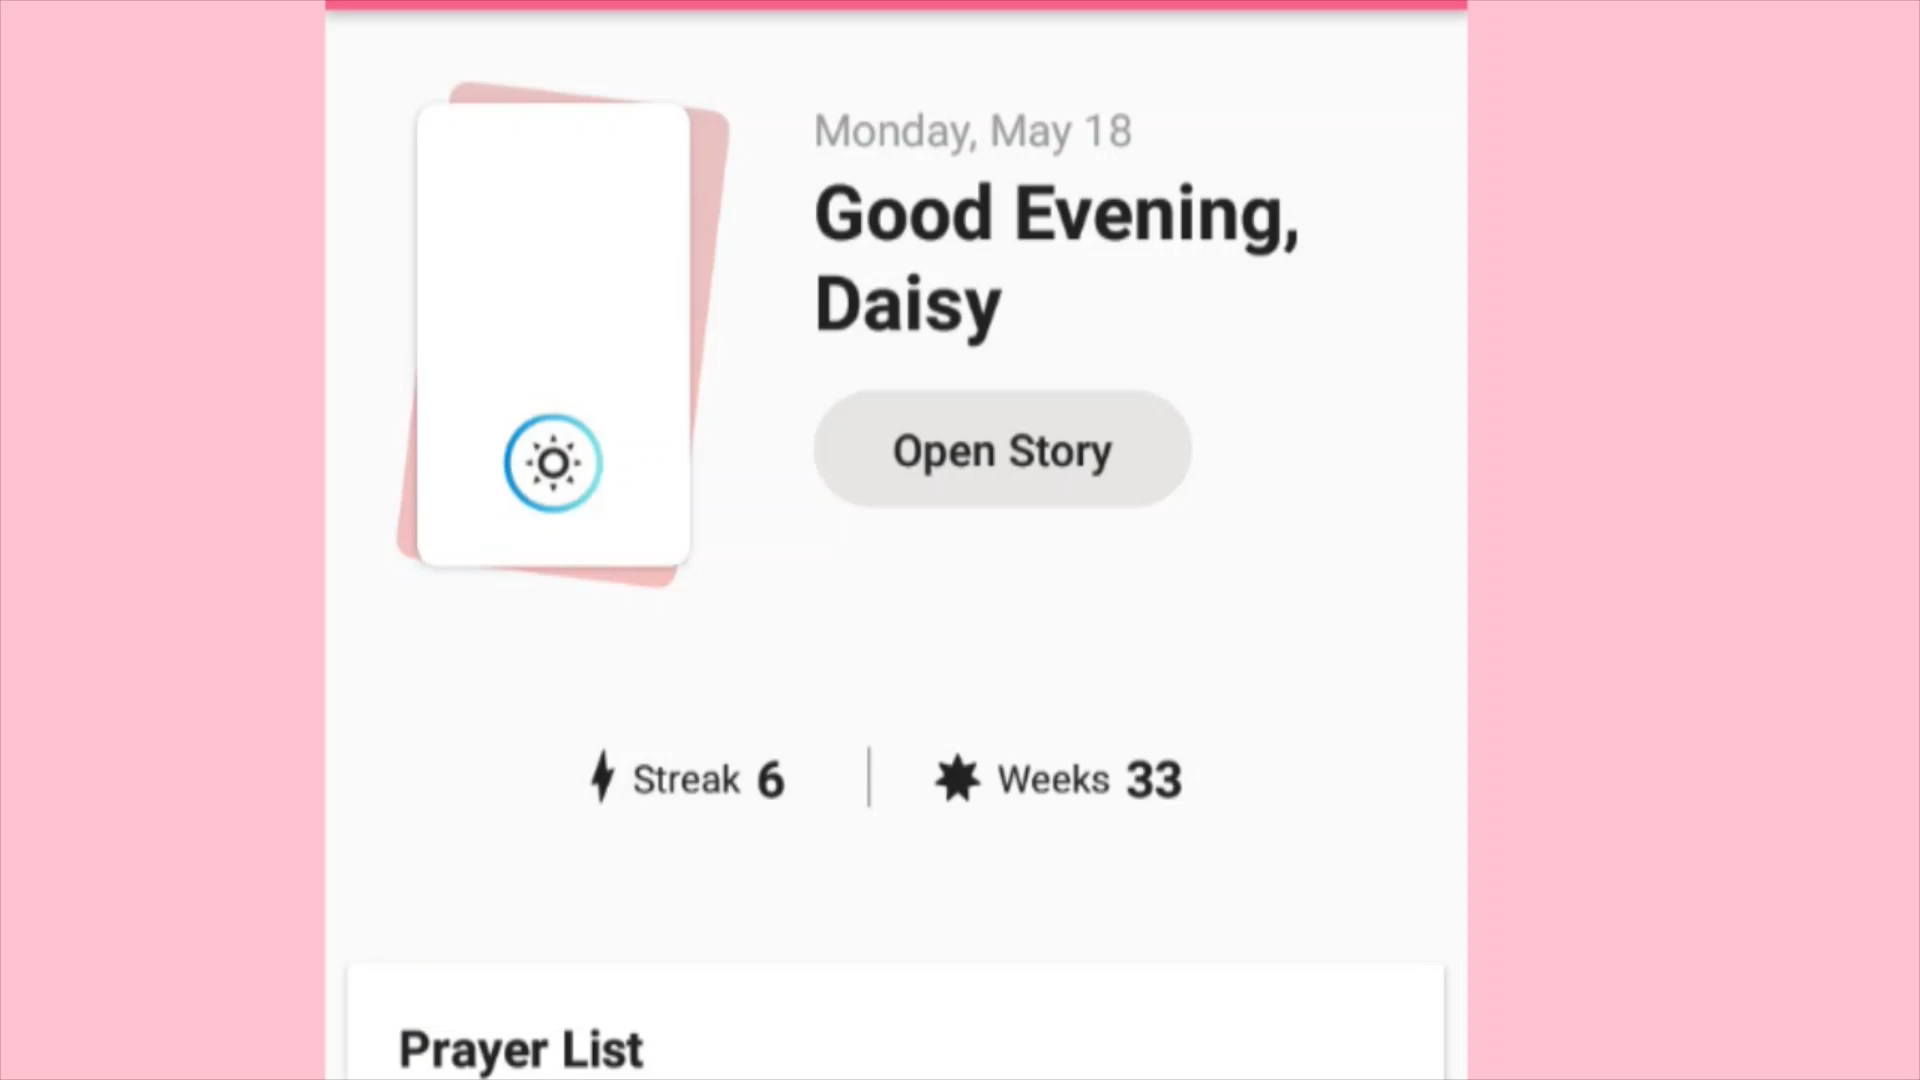 Monday, May 18
Good Evening,
Daisy
Open Story
Streak 6
Weeks 33
Prayer List